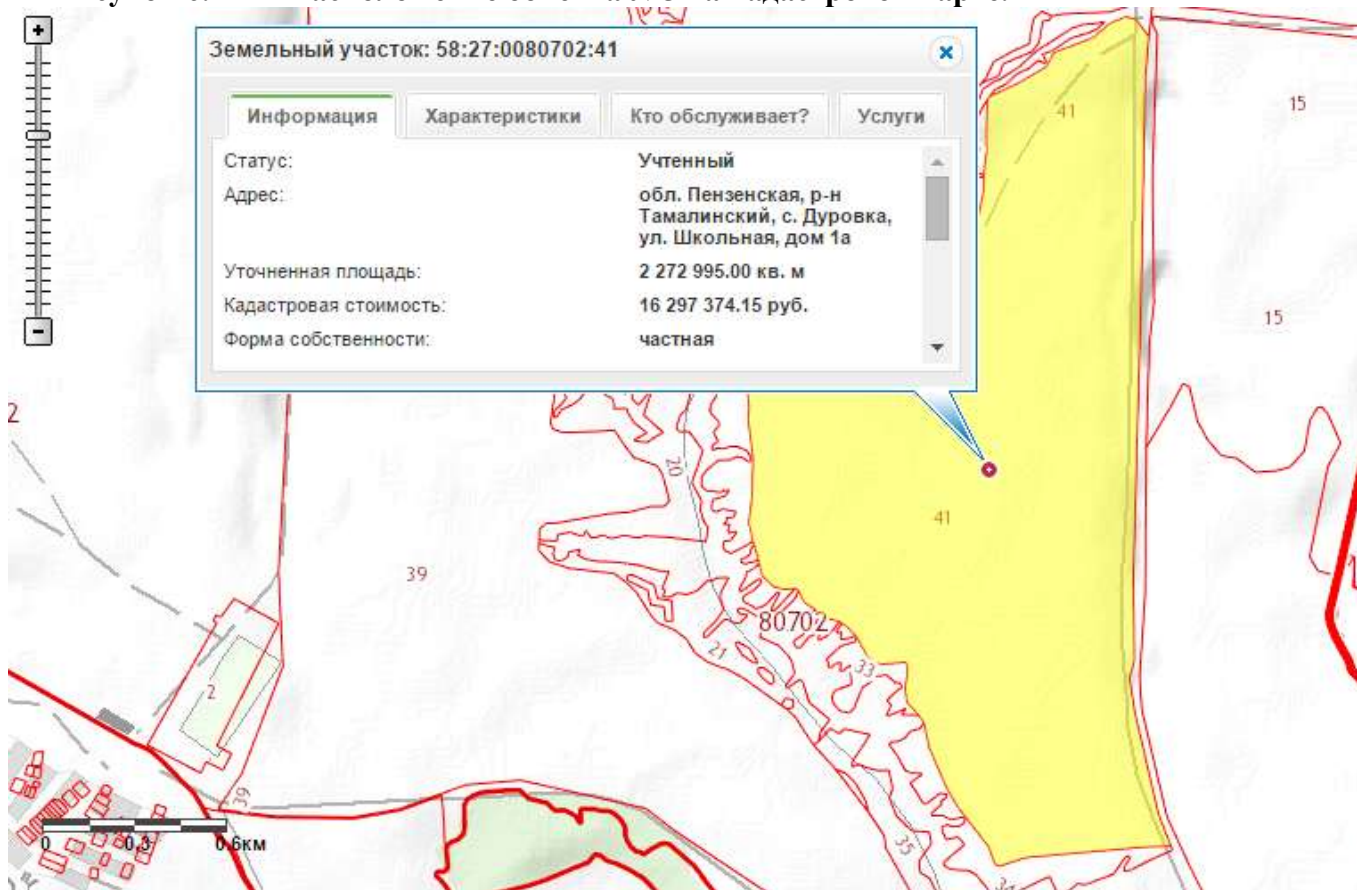 Земельный участок: 58:27:0080702:41
Информация Характеристики Кто обслуживает? Услуги
Статус: Учтенный
Адрес: обл. Пензенская, р-н
Тамалинский, с. Дуровка,
ул. Школьная, дом 1а
Уточненная площадь: 2 272 995.00 кв. м
Кадастровая стоимость: 16 297 374.15 руб.
Форма собственности: частная
41
15
15
2
20
41
39
80702
21
33
2
39
35
34
0 0,3 0,6км